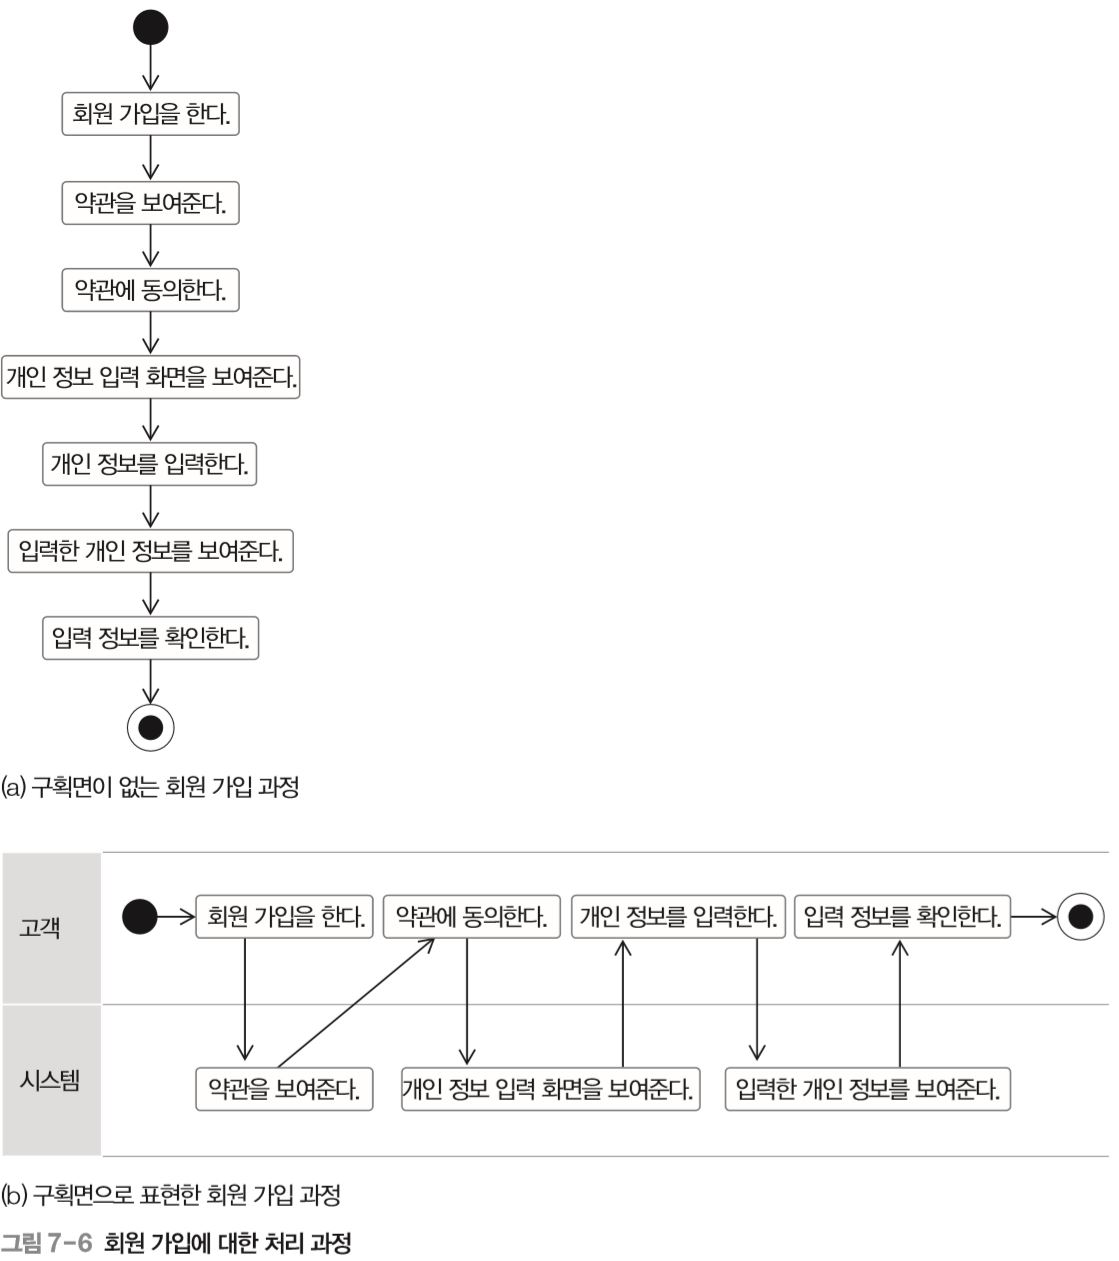 회원 가입을 한다.
약관을 보여준다.
약관에 동의한다.
개인 정보 입력 화면을 보여준다.
개인 정보를 입력한다.
입력한 개인 정보를 보여준다.
입력 정보를 확인한다.
(a) 구획면이 없는 회원 가입 과정
고객
회원 가입을 한다.
약관에 동의한다.
개인 정보를 입력한다.
입력 정보를 확인한다.
시스템
약관을 보여준다.
개인 정보 입력 화면을 보여준다.
입력한 개인 정보를 보여준다.
(b) 구획면으로 표현한 회원 가입 과정
그림 7-6 회원 가입에 대한 처리 과정